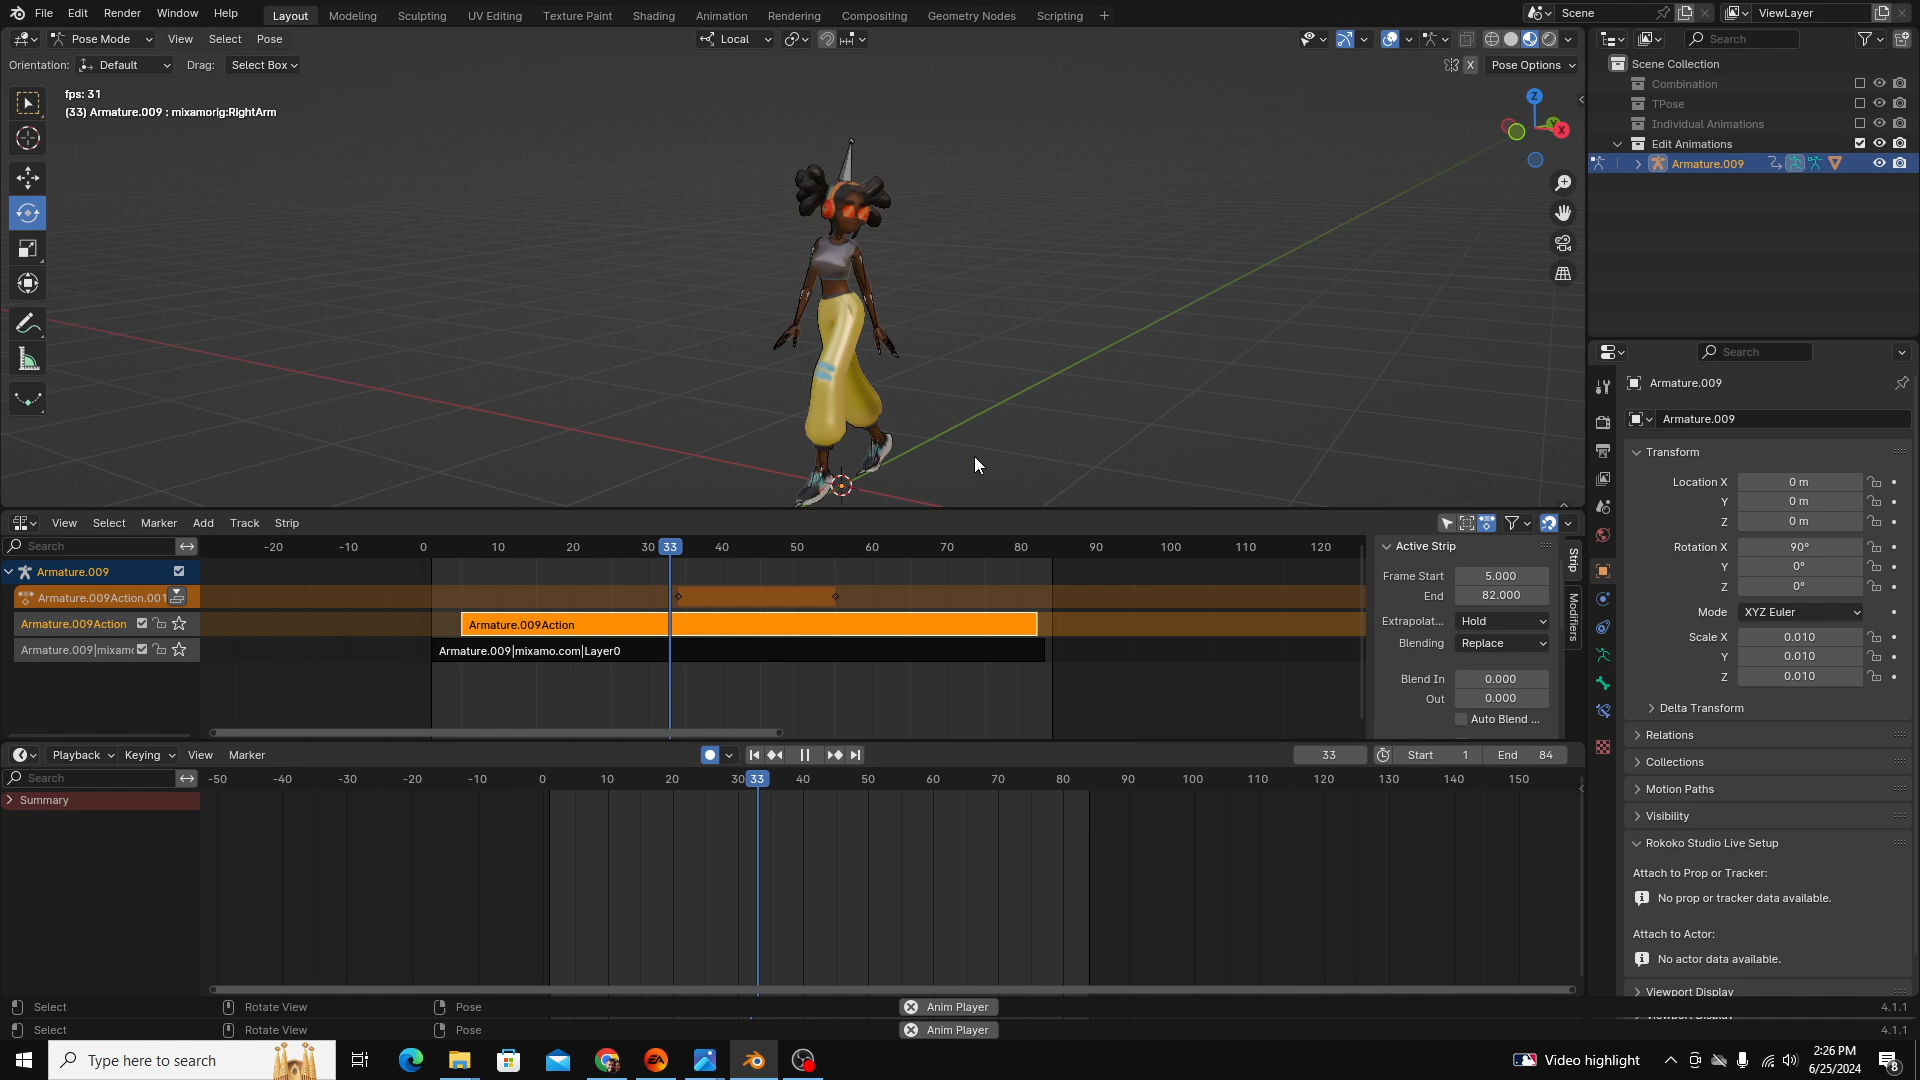 File Edit Render Window Help Layout Modeling Sculpting UV Editing Texture Paint Shading Animation Rendering Compositing Geometry Nodes Scripting + Scene ViewLayer
Pose Mode View Select Pose Local Search
Orientation: Default Drag: Select Box X Pose Options
fps: 31
(33) Armature.009 : mixamorig:RightArm
Z
Y
X
Scene Collection
Combination
TPose
Individual Animations
Edit Animations
Armature.009
Search
Armature.009
Armature.009
Transform
Location X 0 m
Y 0 m
Z 0 m
Rotation X 90°
Y 0°
Z 0°
Mode XYZ Euler
Scale X 0.010
Y 0.010
Z 0.010
Delta Transform
Relations
Collections
Motion Paths
Visibility
Rokoko Studio Live Setup
Attach to Prop or Tracker:
No prop or tracker data available.
Attach to Actor:
No actor data available.
Viewport Display
View Select Marker Add Track Strip
Search -20 -10 0 10 20 30 33 40 50 60 70 80 90 100 110 120
Armature.009
Armature.009Action.001
Armature.009Action Armature.009Action
Armature.009|mixamo Armature.009|mixamo.com|Layer0
Active Strip
Frame Start 5.000
End 82.000
Extrapolat... Hold
Blending Replace
Blend In 0.000
Out 0.000
Auto Blend ...
Strip
Modifiers
Playback Keying View Marker 33 Start 1 End 84
Search -50 -40 -30 -20 -10 0 10 20 30 33 40 50 60 70 80 90 100 110 120 130 140 150
Summary
Select Rotate View Pose Anim Player 4.1.1
Select Rotate View Pose Anim Player 4.1.1
Type here to search Video highlight 2:26 PM
6/25/2024
8